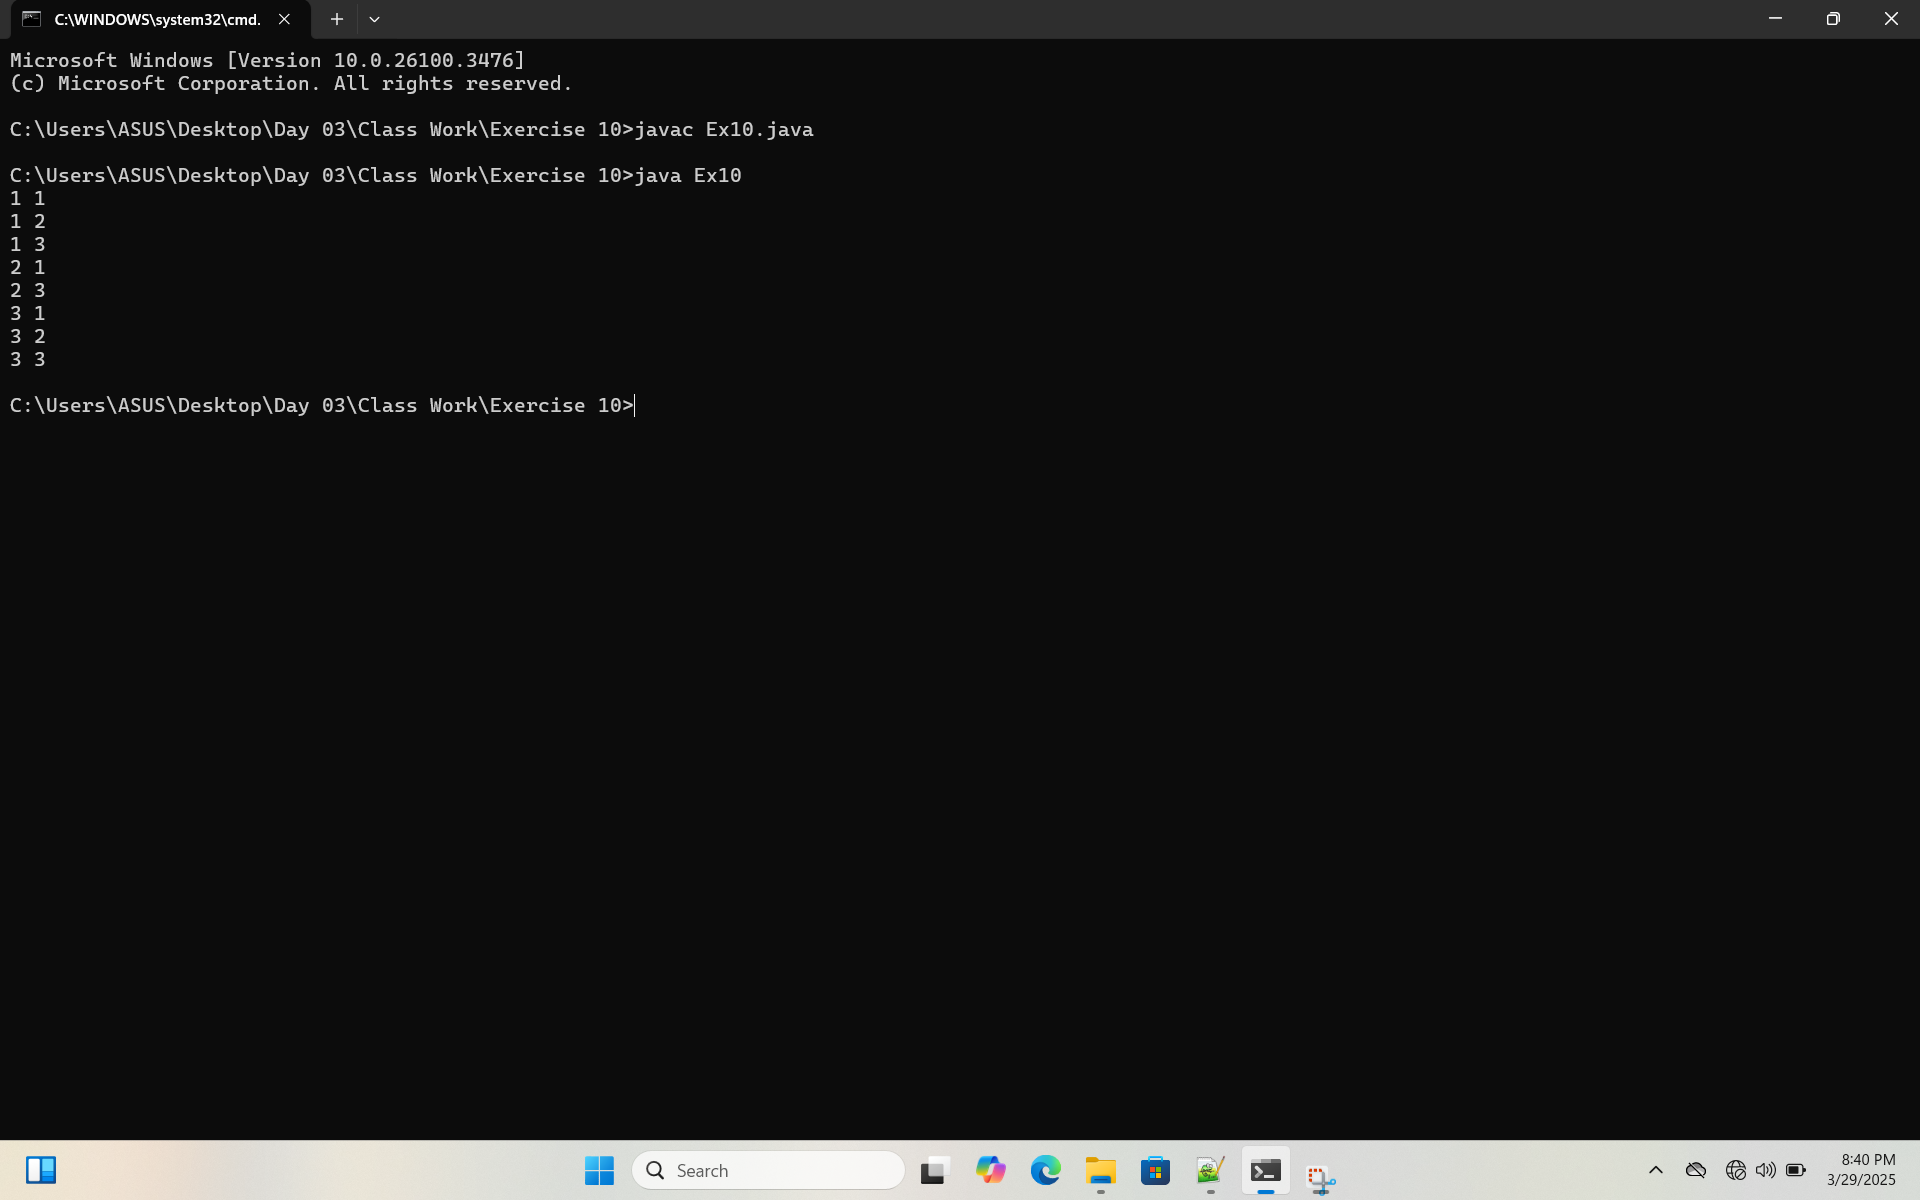 C:\WINDOWS\system32\cmd.
Microsoft Windows [Version 10.0.26100.3476]
(c) Microsoft Corporation. All rights reserved.
C:\Users\ASUS\Desktop\Day 03\Class Work\Exercise 10>javac Ex10.java
C:\Users\ASUS\Desktop\Day 03\Class Work\Exercise 10>java Ex10
1 1
1 2
1 3
2 1
2 3
3 1
3 2
3 3
C:\Users\ASUS\Desktop\Day 03\Class Work\Exercise 10>
Search
8:40 PM
3/29/2025